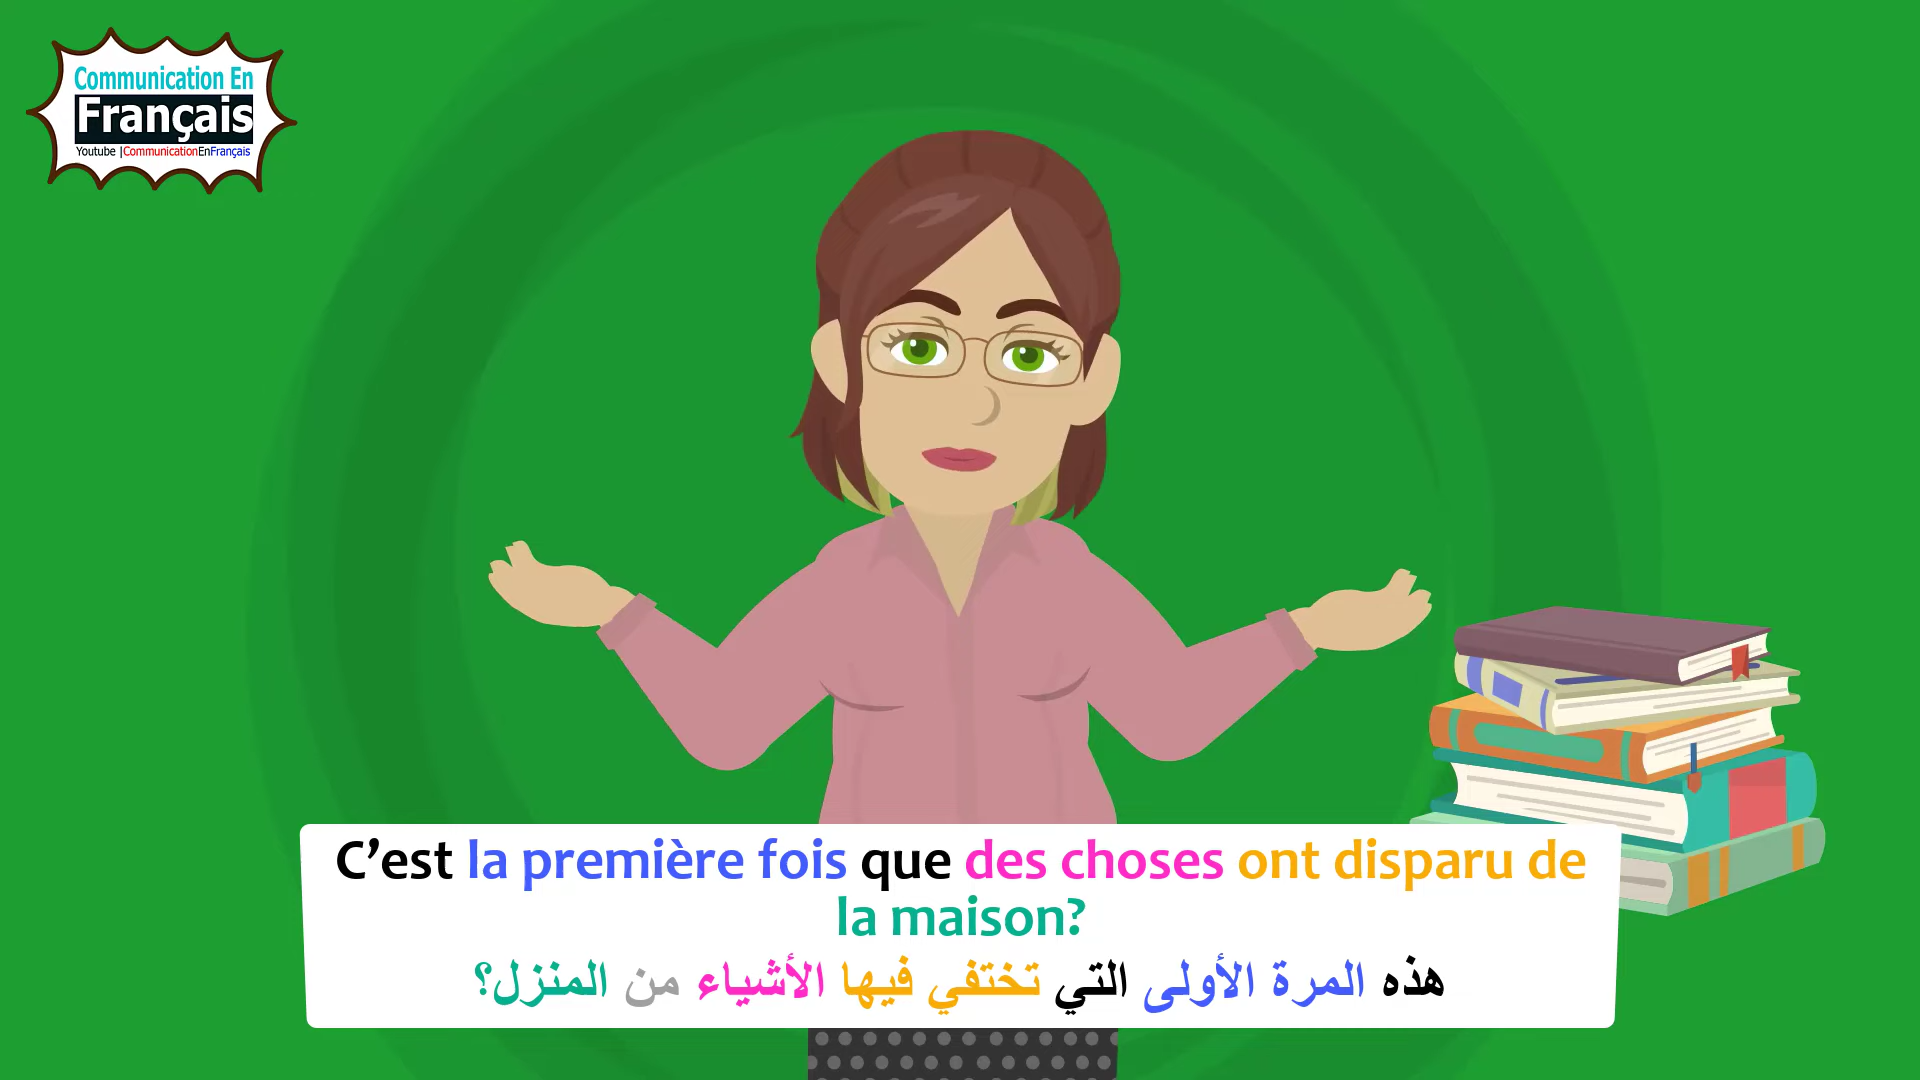 Communication En
Français
Youtube |CommunicationEnFrançais
C’est la première fois que des choses ont disparu de
la maison?
هذه المرة الأولى التي تختفي فيها الأشياء من المنزل؟